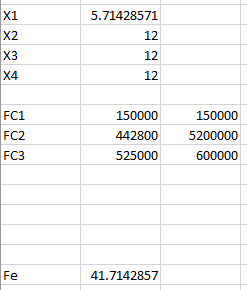 X1 5.71428571
X2 12
X3 12
X4 12
FC1 150000 150000
FC2 442800 5200000
FC3 525000 600000
Fe 41.7142857